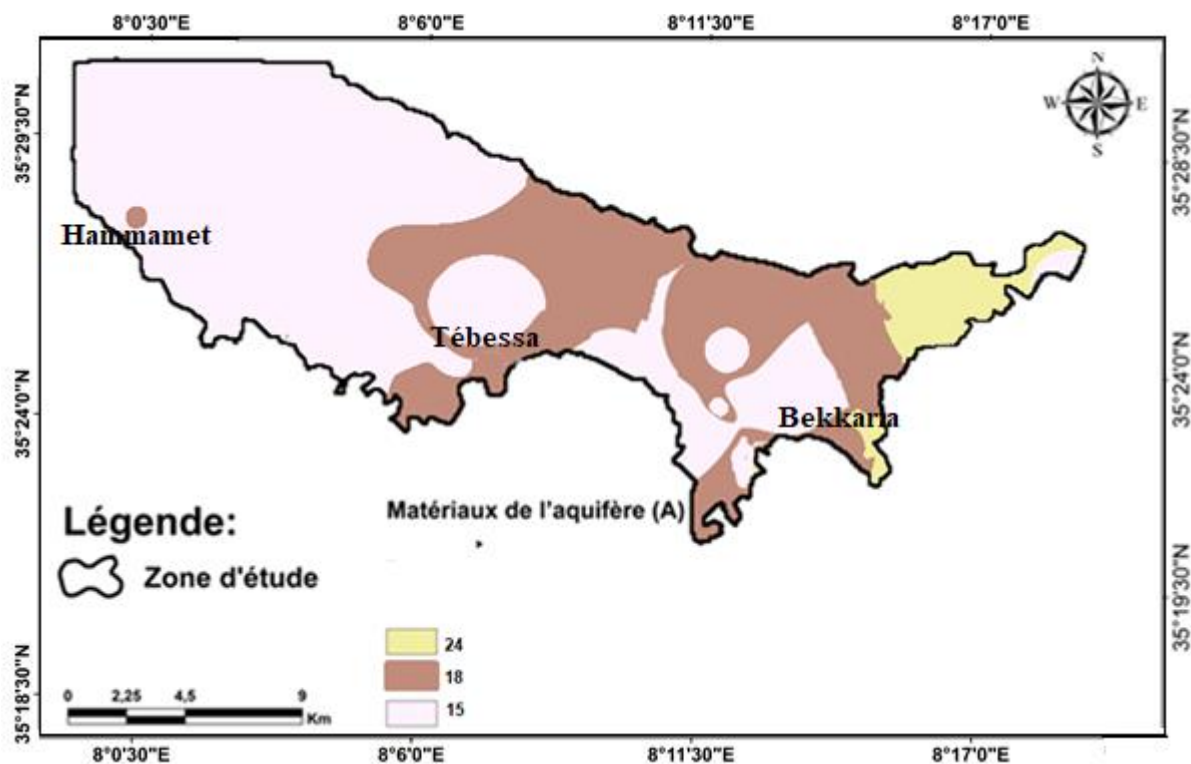 8°0'30"E 8°6'0"E 8°11'30"E 8°17'0"E
N
W E
S
35°29'30"N
35°28'30"N
Hammamet
Tébessa
35°24'0"N
35°24'0"N
Bekkaria
Légende:
Zone d'étude
Matériaux de l'aquifère (A)
35°19'30"N
24
18
15
35°18'30"N
0 2,25 4,5 9
Km
8°0'30"E 8°6'0"E 8°11'30"E 8°17'0"E